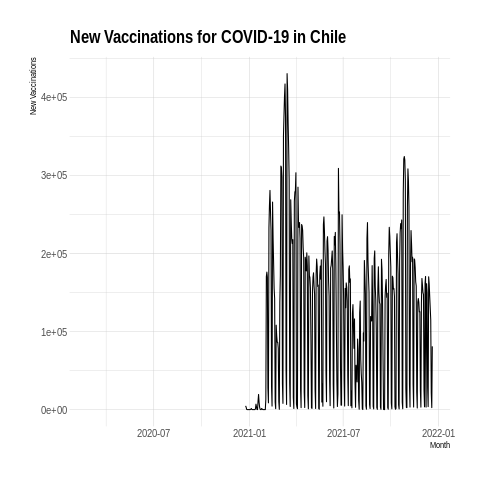 New Vaccinations for COVID-19 in Chile
New Vaccinations
4e+05
3e+05
2e+05
1e+05
0e+00
2020-07
2021-01
2021-07
2022-01
Month